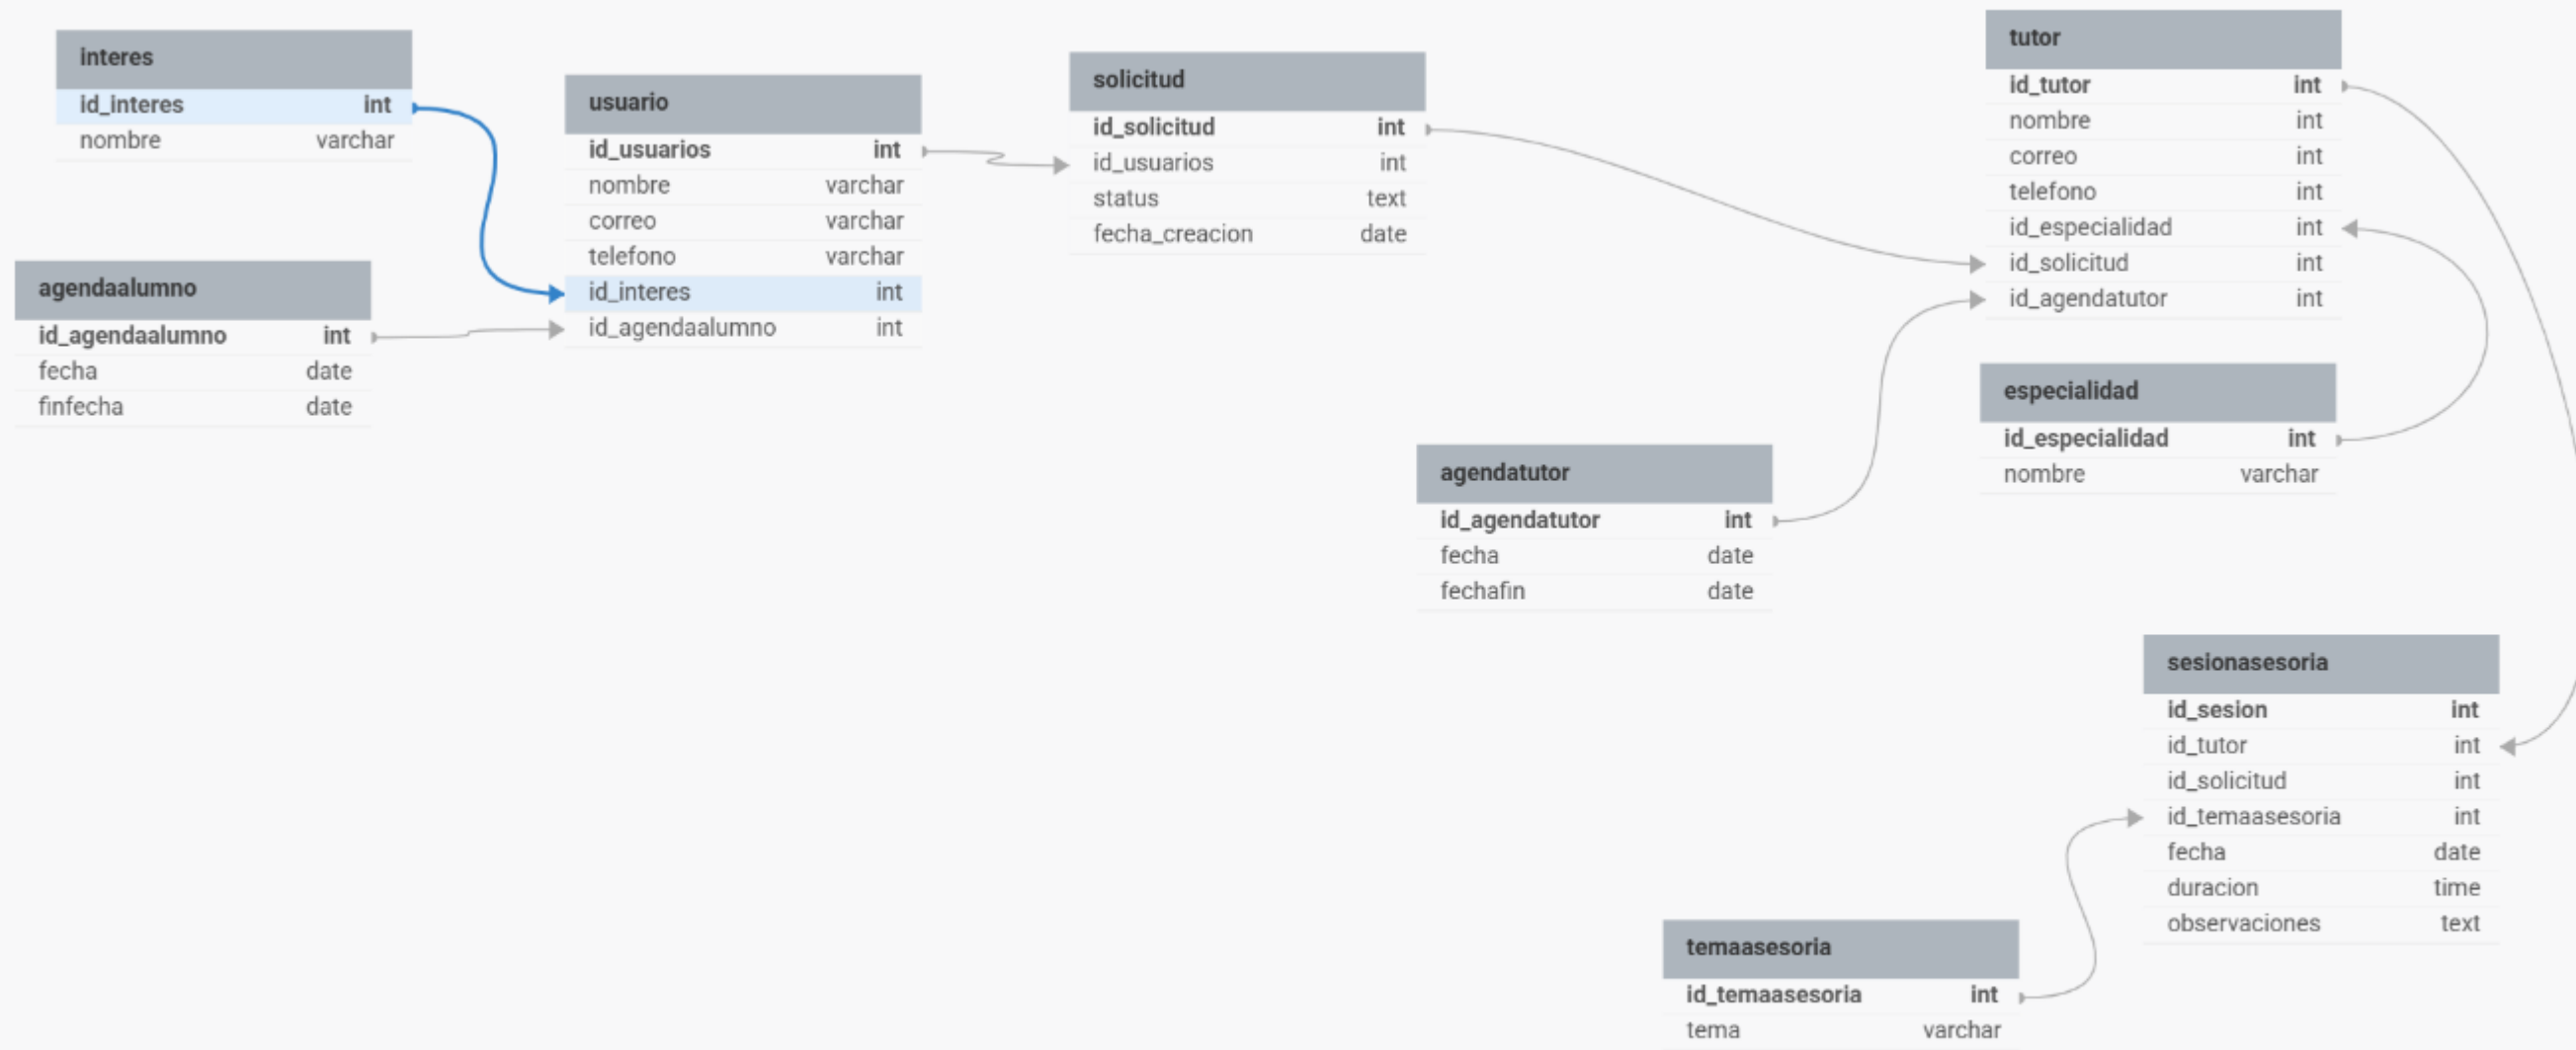 interes
id_interes int
nombre varchar
agendaalumno
id_agendaalumno int
fecha date
finfecha date
usuario
id_usuarios int
nombre varchar
correo varchar
telefono varchar
id_interes int
id_agendaalumno int
solicitud
id_solicitud int
id_usuarios int
status text
fecha_creacion date
tutor
id_tutor int
nombre int
correo int
telefono int
id_especialidad int
id_solicitud int
id_agendatutor int
especialidad
id_especialidad int
nombre varchar
agendatutor
id_agendatutor int
fecha date
fechafin date
sesionasesoria
id_sesion int
id_tutor int
id_solicitud int
id_temaasesoria int
fecha date
duracion time
observaciones text
temaasesoria
id_temaasesoria int
tema varchar